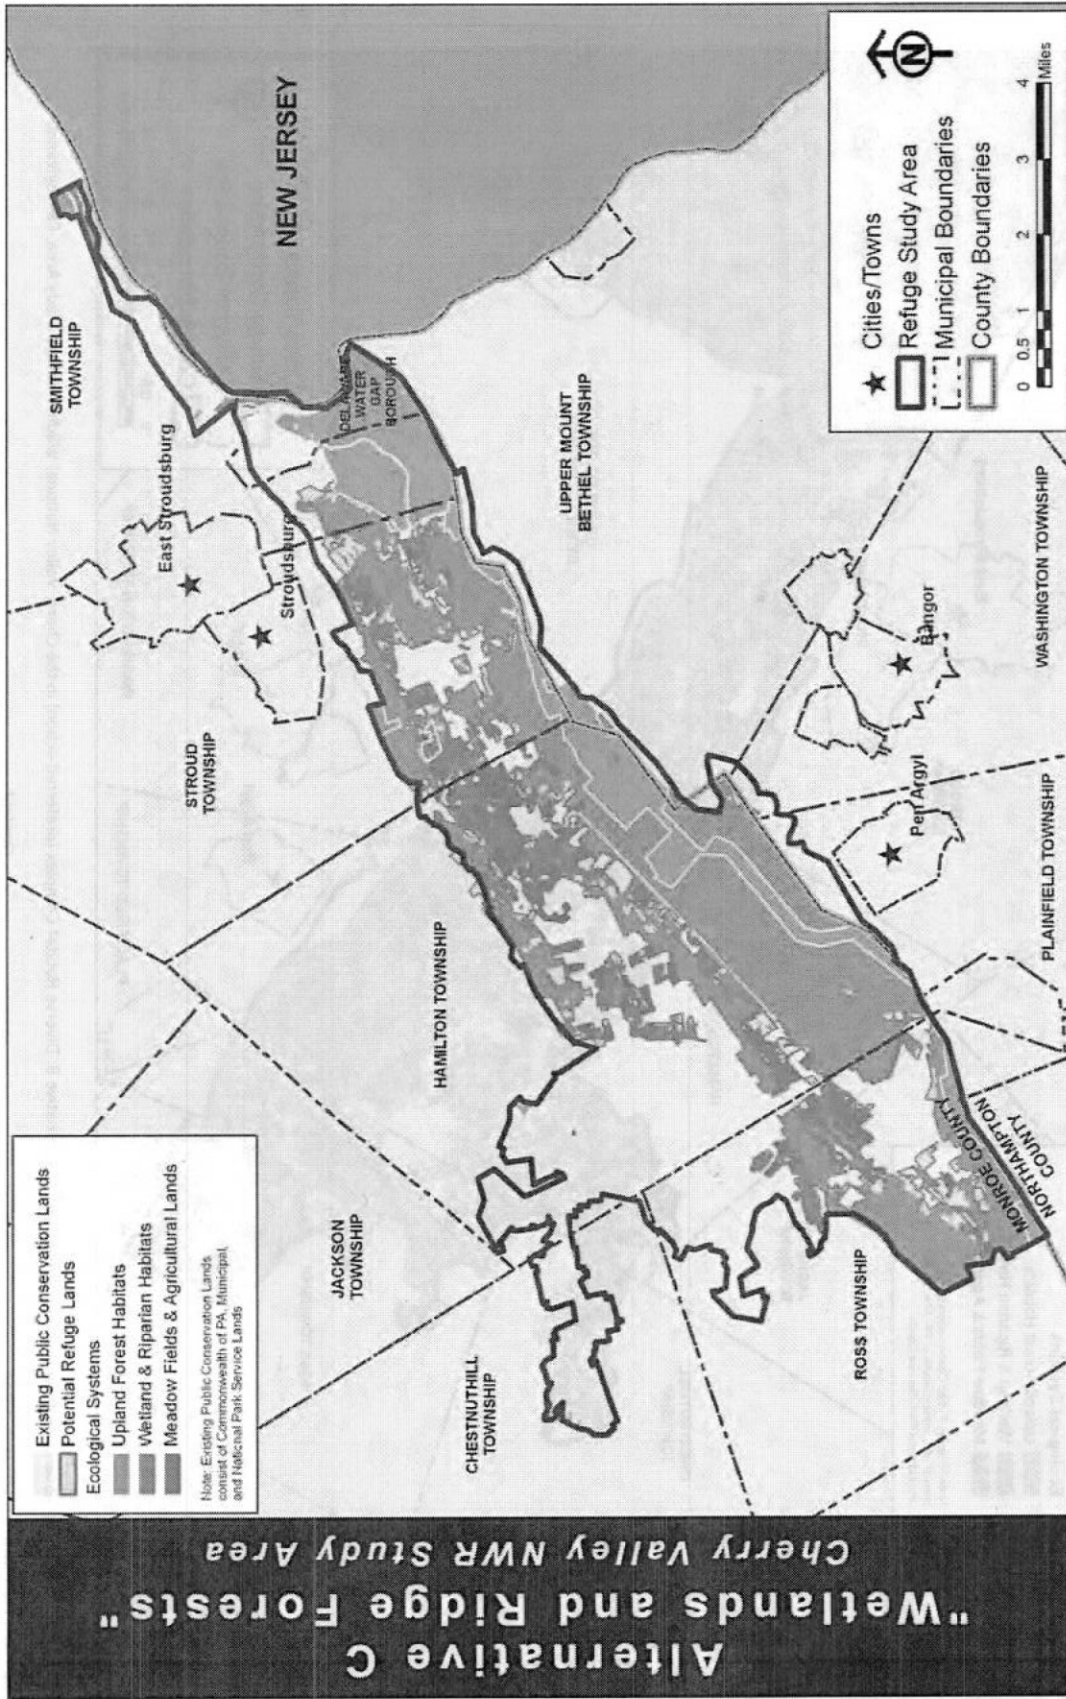 Alternative C
"Wetlands and Ridge Forests"
Cherry Valley NWR Study Area
Existing Public Conservation Lands
Potential Refuge Lands
Ecological Systems
Upland Forest Habitats
Wetland & Riparian Habitats
Meadow Fields & Agricultural Lands
Note: Existing Public Conservation Lands
consist of Commonwealth of PA, Municipal,
and National Park Service Lands
SMITHFIELD
TOWNSHIP
NEW JERSEY
East Stroudsburg
Stroudsburg
DELAWARE
WATER
GAP
BOROUGH
STROUD
TOWNSHIP
UPPER MOUNT
BETHEL TOWNSHIP
HAMILTON TOWNSHIP
Bangor
WASHINGTON TOWNSHIP
Pen Argyl
PLAINFIELD TOWNSHIP
JACKSON
TOWNSHIP
CHESTNUTHILL
TOWNSHIP
ROSS TOWNSHIP
MONROE COUNTY
NORTHAMPTON
COUNTY
Cities/Towns
Refuge Study Area
Municipal Boundaries
County Boundaries
N
0 0.5 1 2 3 4
Miles